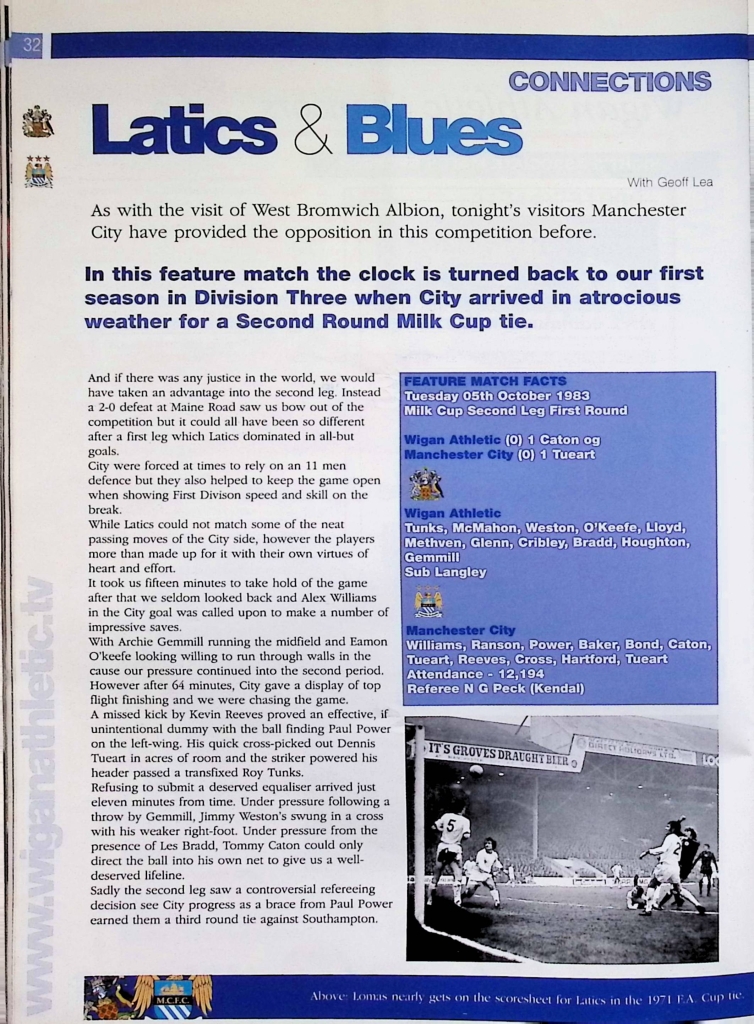 32
CONNECTIONS
Latics & Blues
With Geoff Lea
As with the visit of West Bromwich Albion, tonight's visitors Manchester
City have provided the opposition in this competition before.
In this feature match the clock is turned back to our first
season in Division Three when City arrived in atrocious
weather for a Second Round Milk Cup tie.
And if there was any justice in the world, we would
have taken an advantage into the second leg. Instead
a 2-0 defeat at Maine Road saw us bow out of the
competition but it could all have been so different
after a first leg which Latics dominated in all-but
goals.
City were forced at times to rely on an 11 men
defence but they also helped to keep the game open
when showing First Divison speed and skill on the
break.
While Latics could not match some of the neat
passing moves of the City side, however the players
more than made up for it with their own virtues of
heart and effort.
It took us fifteen minutes to take hold of the game
after that we seldom looked back and Alex Williams
in the City goal was called upon to make a number of
impressive saves.
With Archie Gemmill running the midfield and Eamon
O'keefe looking willing to run through walls in the
cause our pressure continued into the second period.
However after 64 minutes, City gave a display of top
flight finishing and we were chasing the game.
A missed kick by Kevin Reeves proved an effective, if
unintentional dummy with the ball finding Paul Power
on the left-wing. His quick cross-picked out Dennis
Tueart in acres of room and the striker powered his
header passed a transfixed Roy Tunks.
Refusing to submit a deserved equaliser arrived just
eleven minutes from time. Under pressure following a
throw by Gemmill, Jimmy Weston's swung in a cross
with his weaker right-foot. Under pressure from the
presence of Les Bradd, Tommy Caton could only
direct the ball into his own net to give us a well-
deserved lifeline.
Sadly the second leg saw a controversial refereeing
decision see City progress as a brace from Paul Power
earned them a third round tie against Southampton.
FEATURE MATCH FACTS
Tuesday 05th October 1983
Milk Cup Second Leg First Round
Wigan Athletic (0) 1 Caton og
Manchester City (0) 1 Tueart
Wigan Athletic
Tunks, McMahon, Weston, O'Keefe, Lloyd,
Methven, Glenn, Cribley, Bradd, Houghton,
Gemmill
Sub Langley
Manchester City
Williams, Ranson, Power, Baker, Bond, Caton,
Tueart, Reeves, Cross, Hartford, Tueart
Attendance - 12,194
Referee N G Peck (Kendal)
IT'S GROVES DRAUGHT BEER
DIRECT HOLIDAYS LTD.
5
2
www.wiganathletic.tv
M.C.F.C.
Above: Lomas nearly gets on the scoresheet for Latics in the 1971 F.A. Cup tie.